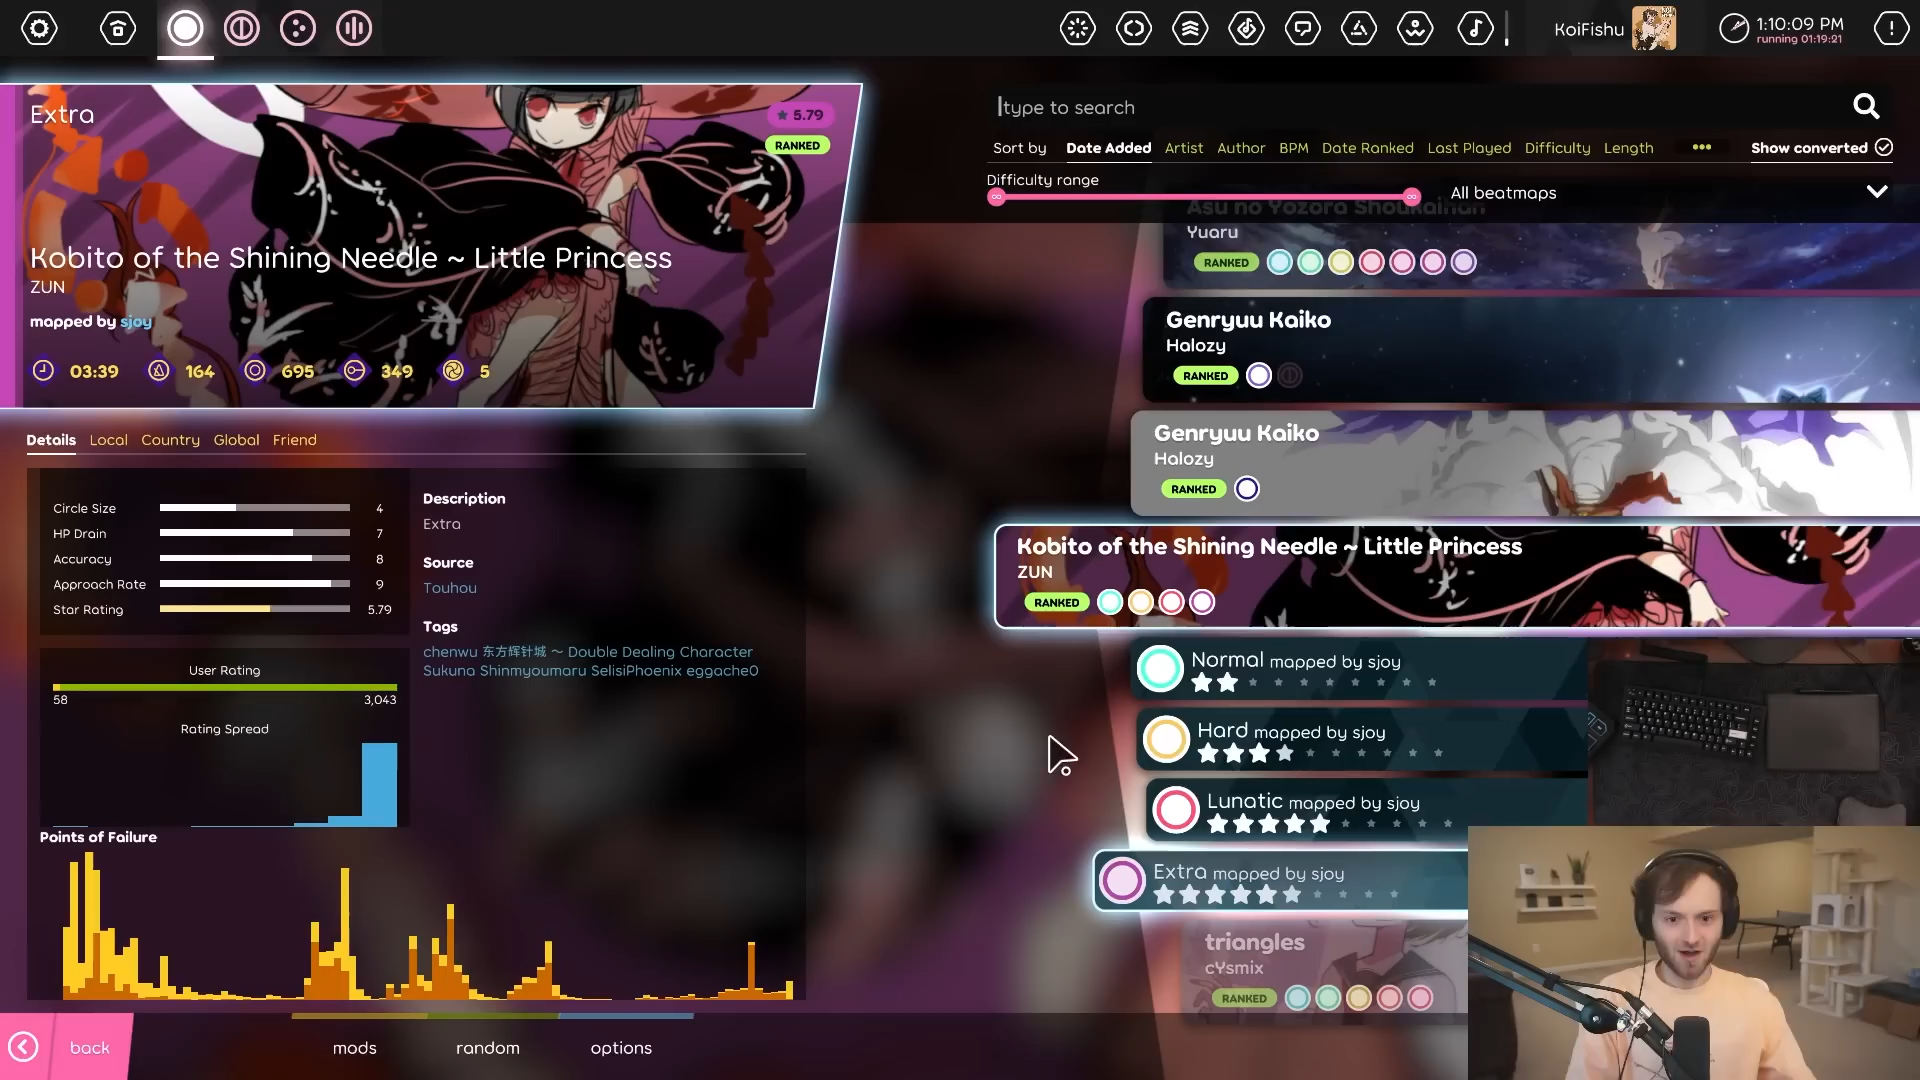 KoiFishu
1:10:09 PM
running 01:19:21
Extra
5.79
RANKED
Kobito of the Shining Needle ~ Little Princess
ZUN
mapped by sjoy
03:39 164 695 349 5
Details Local Country Global Friend
Circle Size 4
HP Drain 7
Accuracy 8
Approach Rate 9
Star Rating 5.79
User Rating
58 3,043
Rating Spread
Points of Failure
Description
Extra
Source
Touhou
Tags
chenwu 东方辉针城 ～ Double Dealing Character
Sukuna Shinmyoumaru SelisiPhoenix eggache0
type to search
Sort by Date Added Artist Author BPM Date Ranked Last Played Difficulty Length ••• Show converted
Difficulty range
All beatmaps
Asu no Yozora Shoukaihan
Yuaru
RANKED
Genryuu Kaiko
Halozy
RANKED
Genryuu Kaiko
Halozy
RANKED
Kobito of the Shining Needle ~ Little Princess
ZUN
RANKED
Normal mapped by sjoy
Hard mapped by sjoy
Lunatic mapped by sjoy
Extra mapped by sjoy
triangles
cYsmix
RANKED
back mods random options